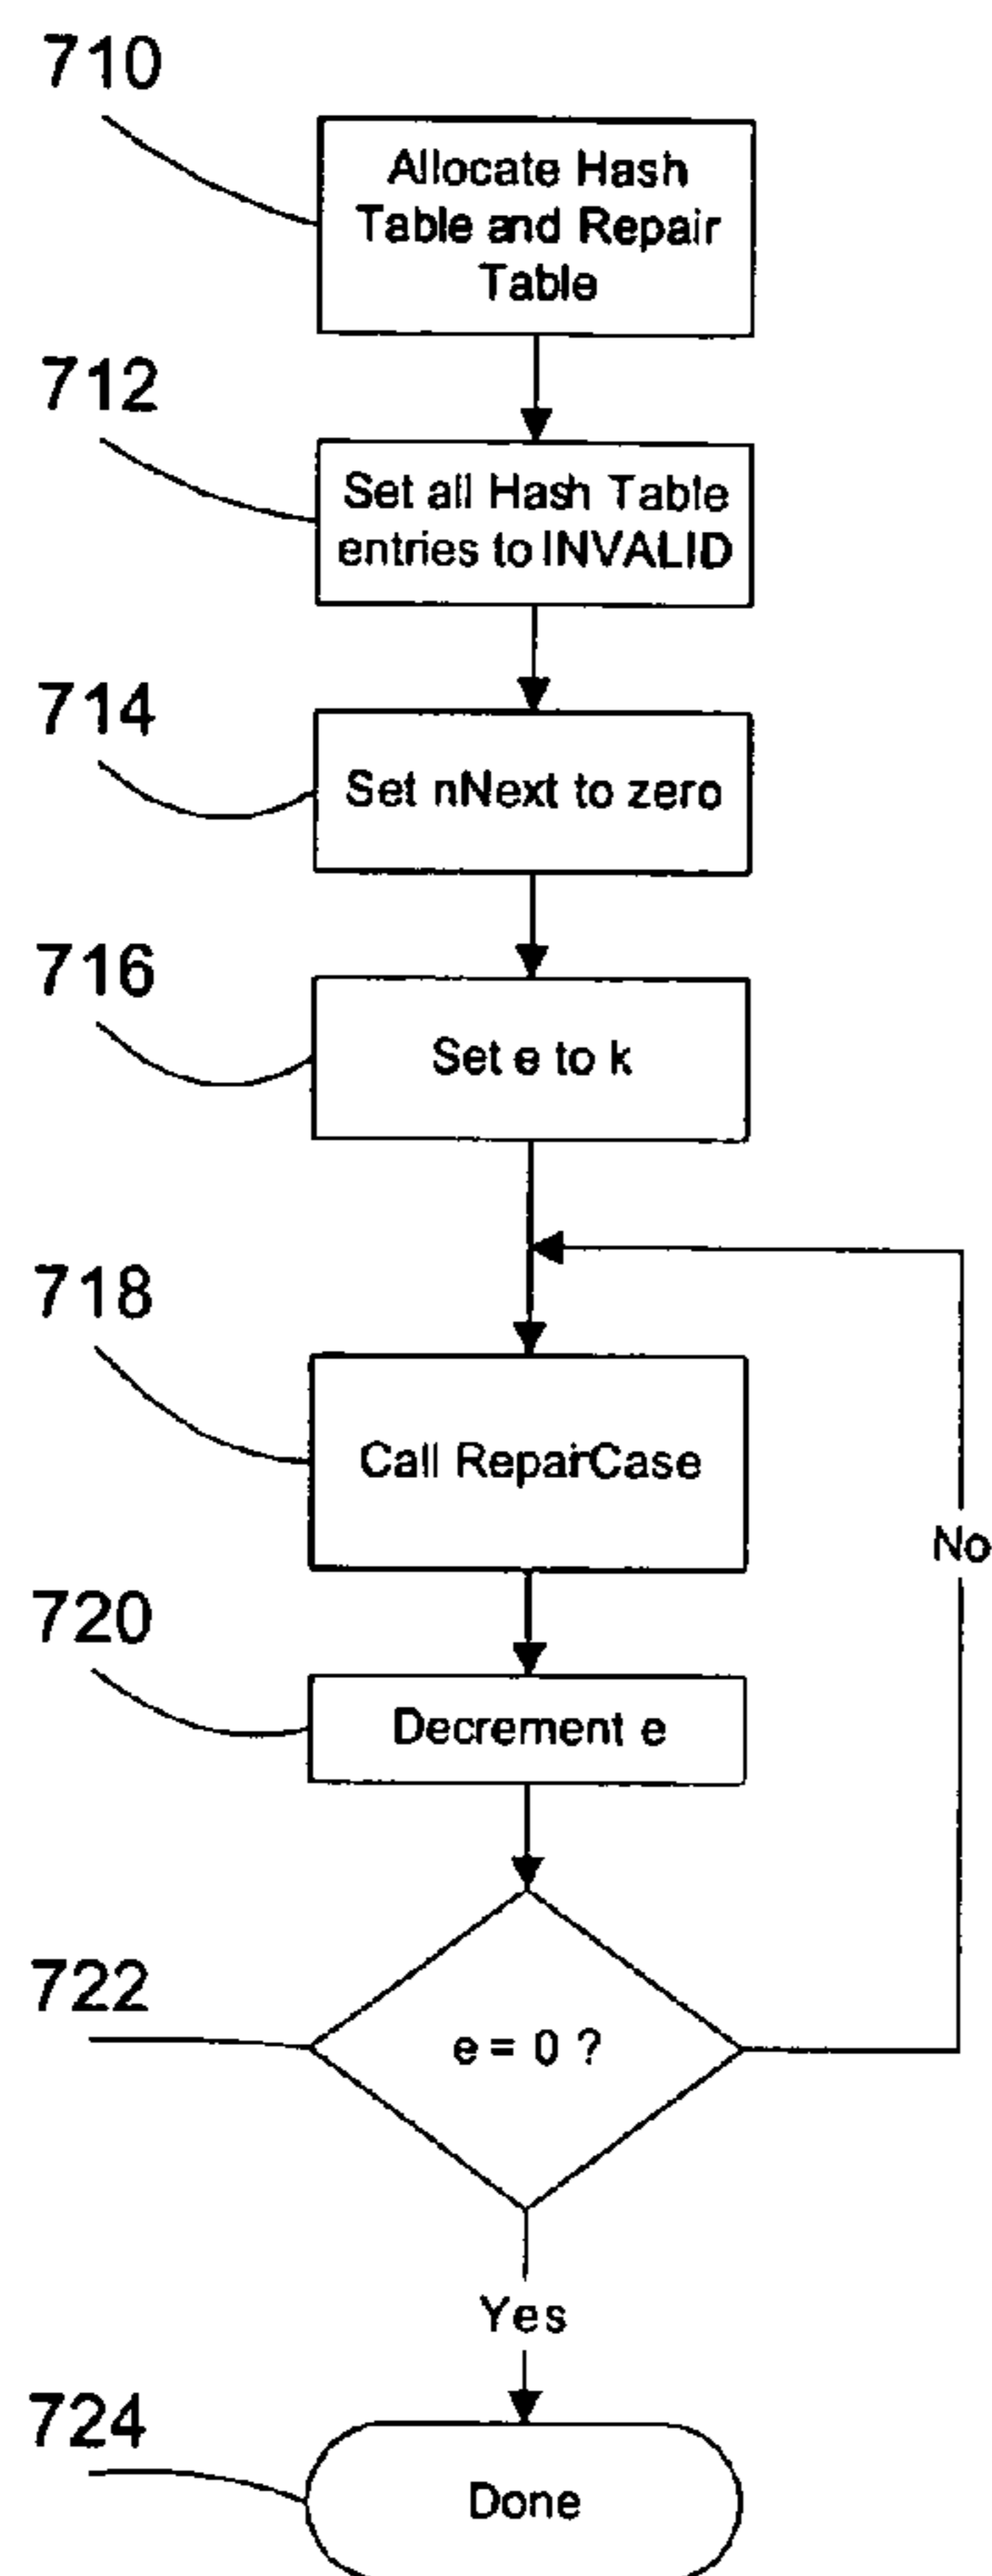 710
Allocate Hash
Table and Repair
Table
712
Set all Hash Table
entries to INVALID
714
Set nNext to zero
716
Set e to k
718
Call RepairCase
No
720
Decrement e
722
e = 0 ?
Yes
724
Done